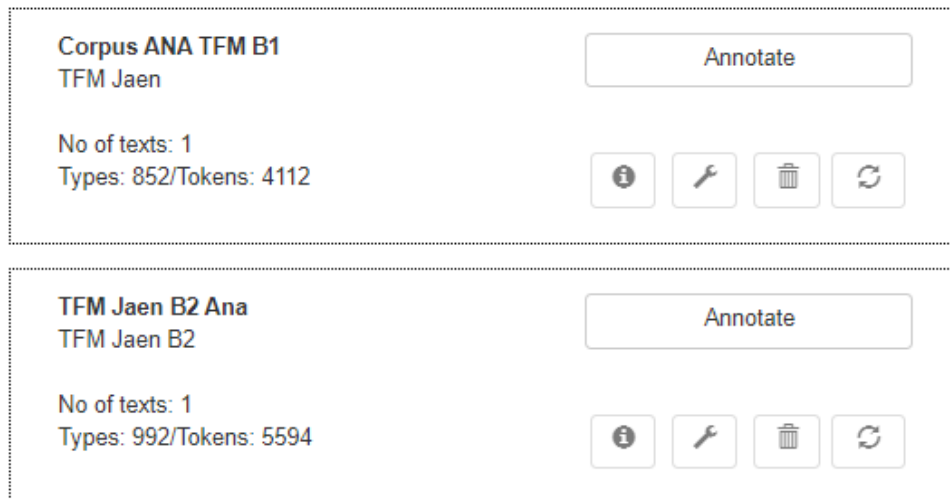 Corpus ANA TFM B1
Annotate
TFM Jaen
No of texts: 1
Types: 852/Tokens: 4112
TFM Jaen B2 Ana
Annotate
TFM Jaen B2
No of texts: 1
Types: 992/Tokens: 5594